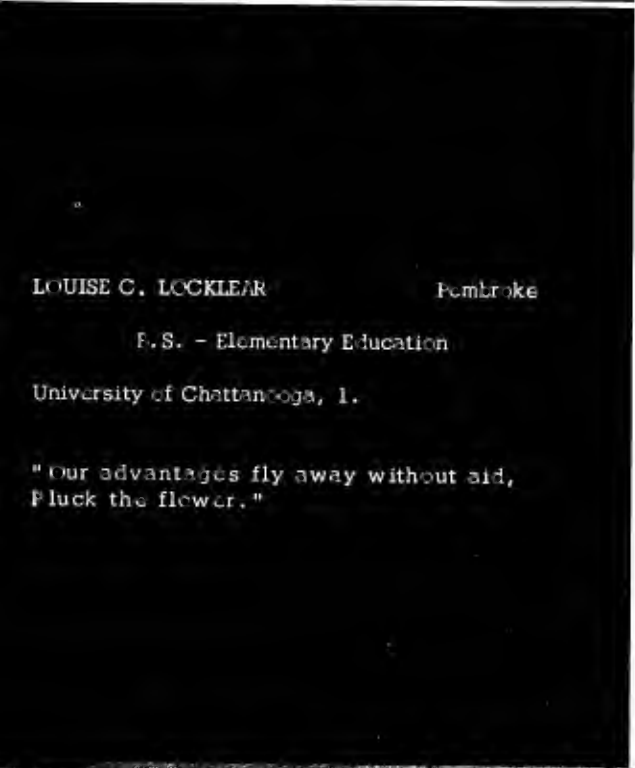 LOUISE C. LOCKLEAR Pembroke
B.S. - Elementary Education
University of Chattanooga, 1.
"Our advantages fly away without aid,
Pluck the flower."